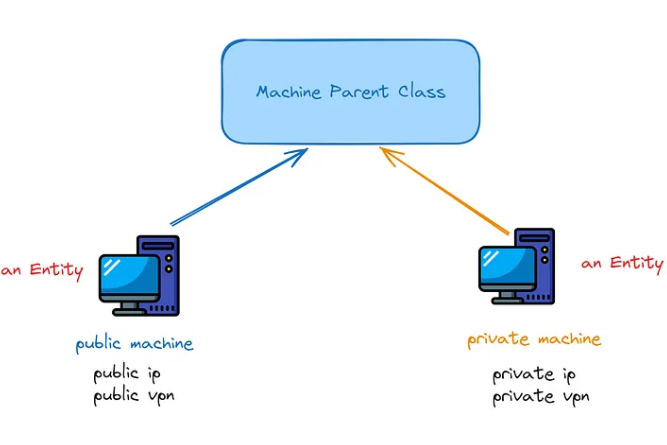 Machine Parent Class
an Entity
an Entity
public machine
public ip
public vpn
private machine
private ip
private vpn